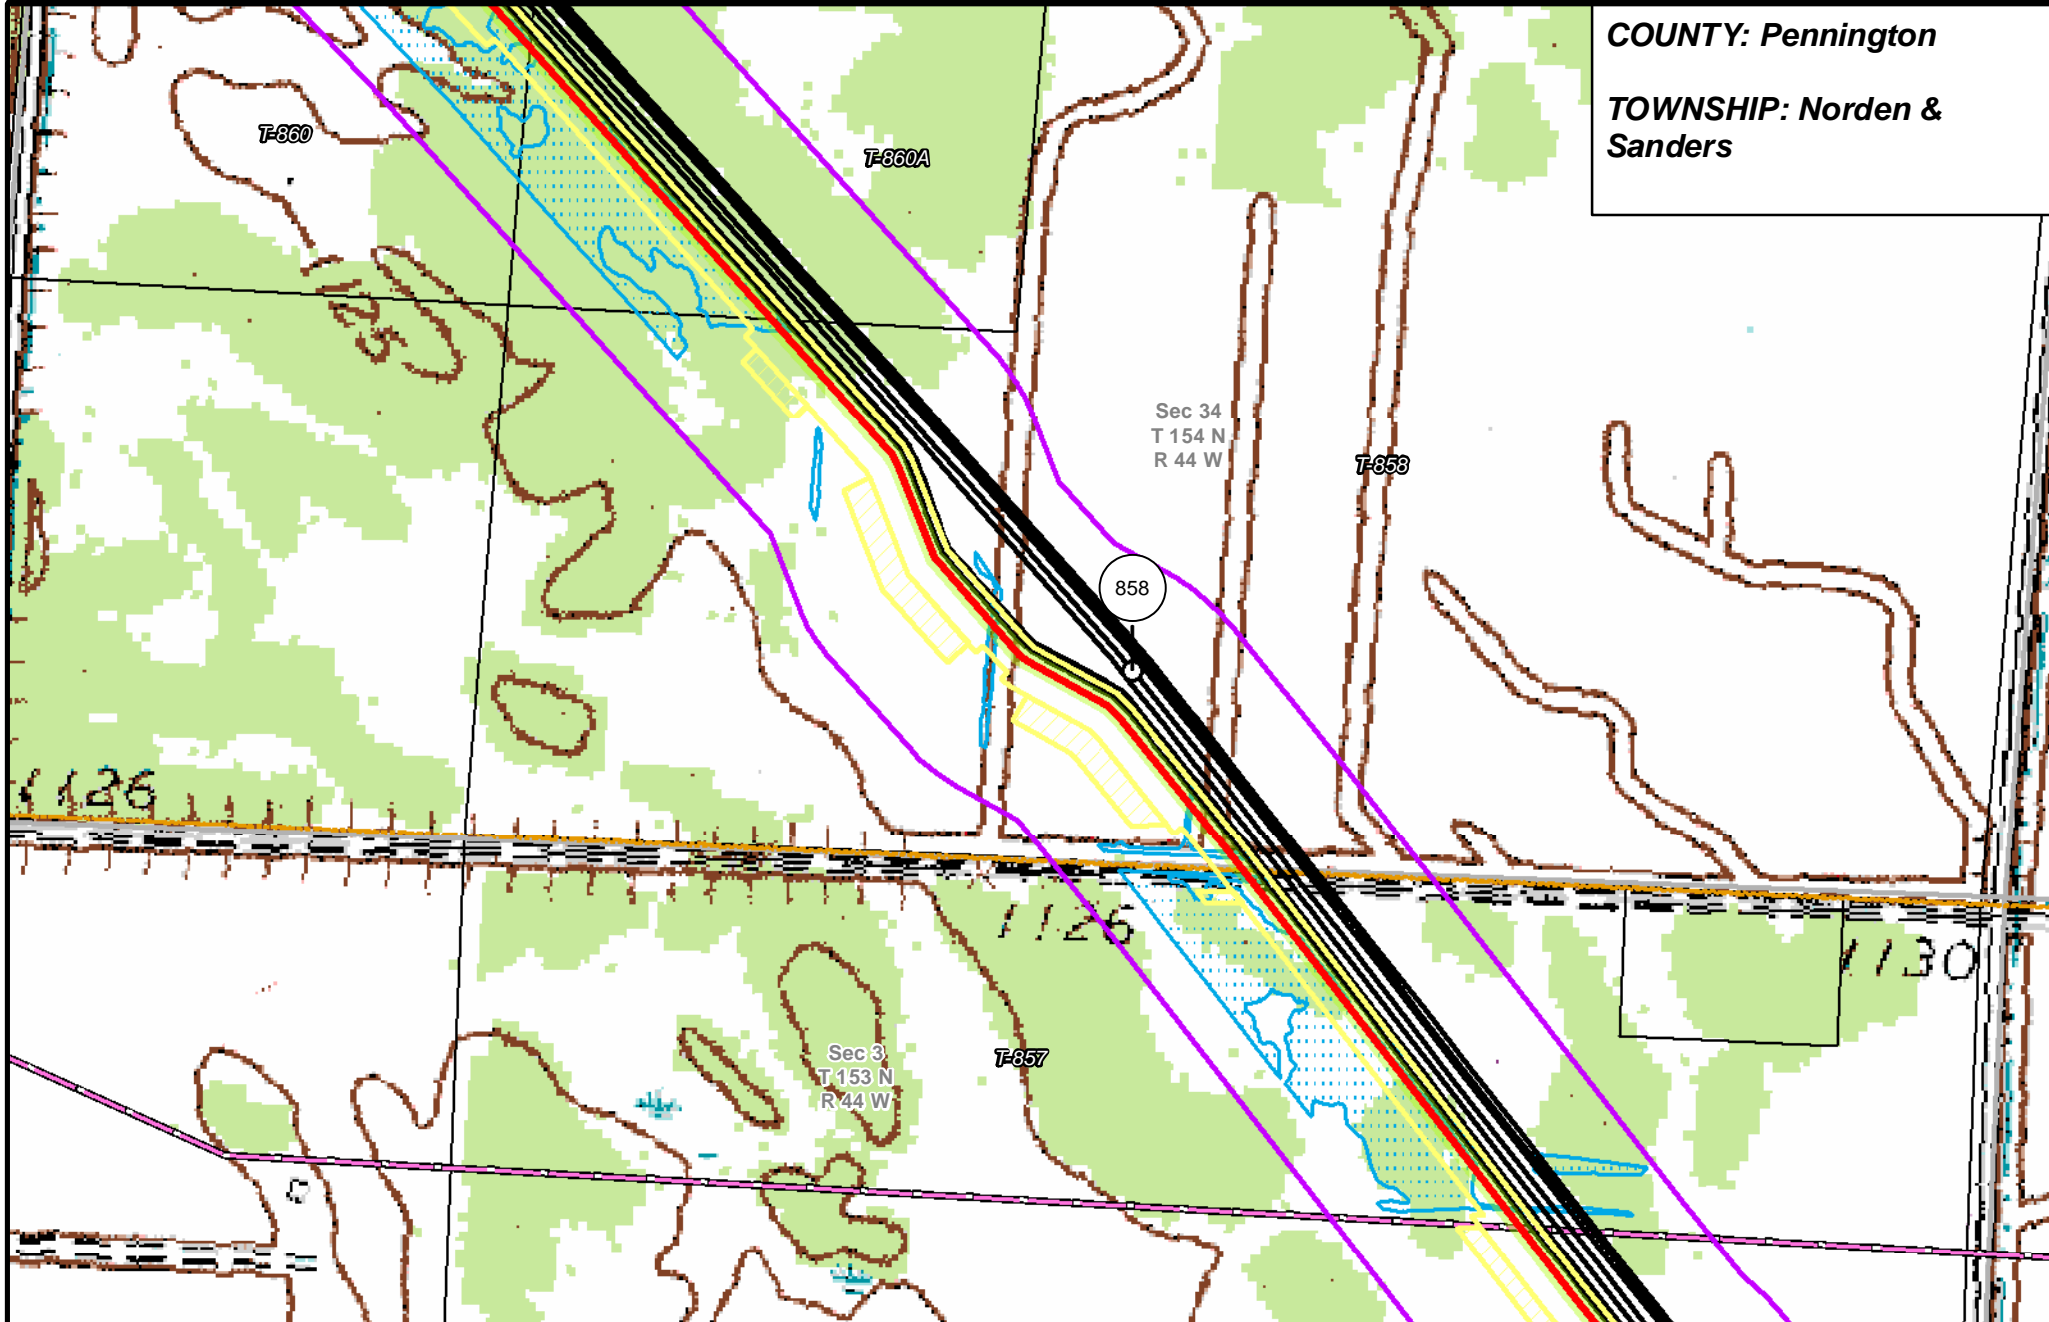 COUNTY: Pennington
TOWNSHIP: Norden &
Sanders
T-860
T-860A
Sec 34
T 154 N
R 44 W
T-858
858
1126
1126
1130
Sec 3
T 153 N
R 44 W
T-857